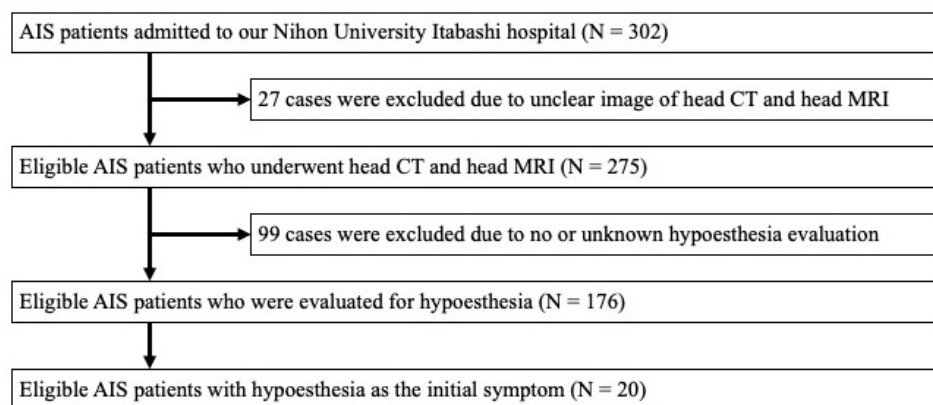 AIS patients admitted to our Nihon University Itabashi hospital (N = 302)
27 cases were excluded due to unclear image of head CT and head MRI
Eligible AIS patients who underwent head CT and head MRI (N = 275)
99 cases were excluded due to no or unknown hypoesthesia evaluation
Eligible AIS patients who were evaluated for hypoesthesia (N = 176)
Eligible AIS patients with hypoesthesia as the initial symptom (N = 20)